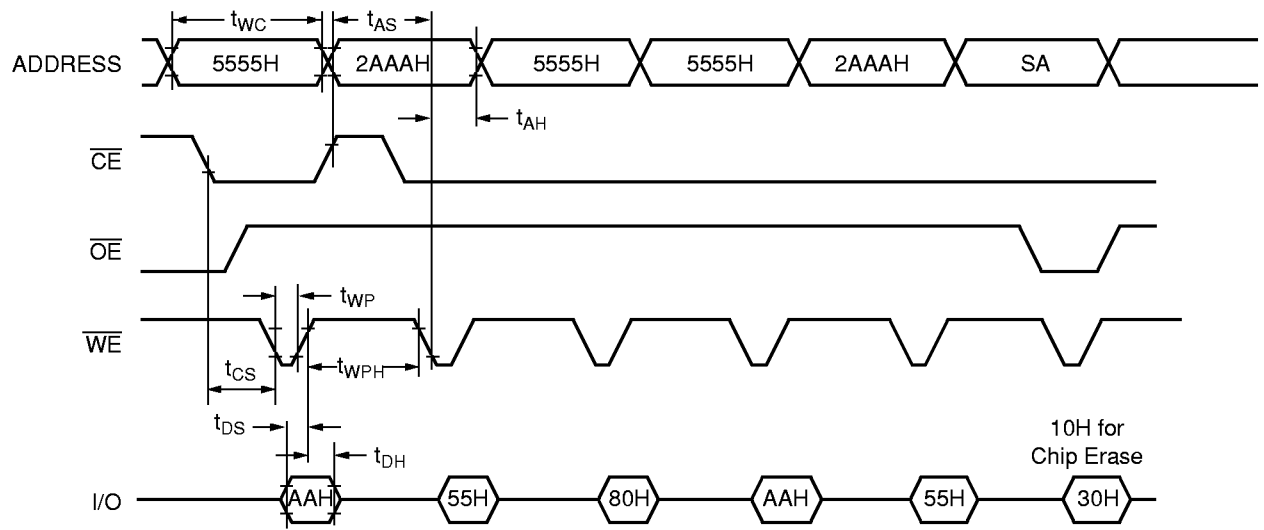 tWC tAS
ADDRESS 5555H 2AAAH 5555H 5555H 2AAAH SA
tAH
CE
OE
tWP
WE
tCS tWPH
tDS
10H for
Chip Erase
tDH
I/O AAH 55H 80H AAH 55H 30H